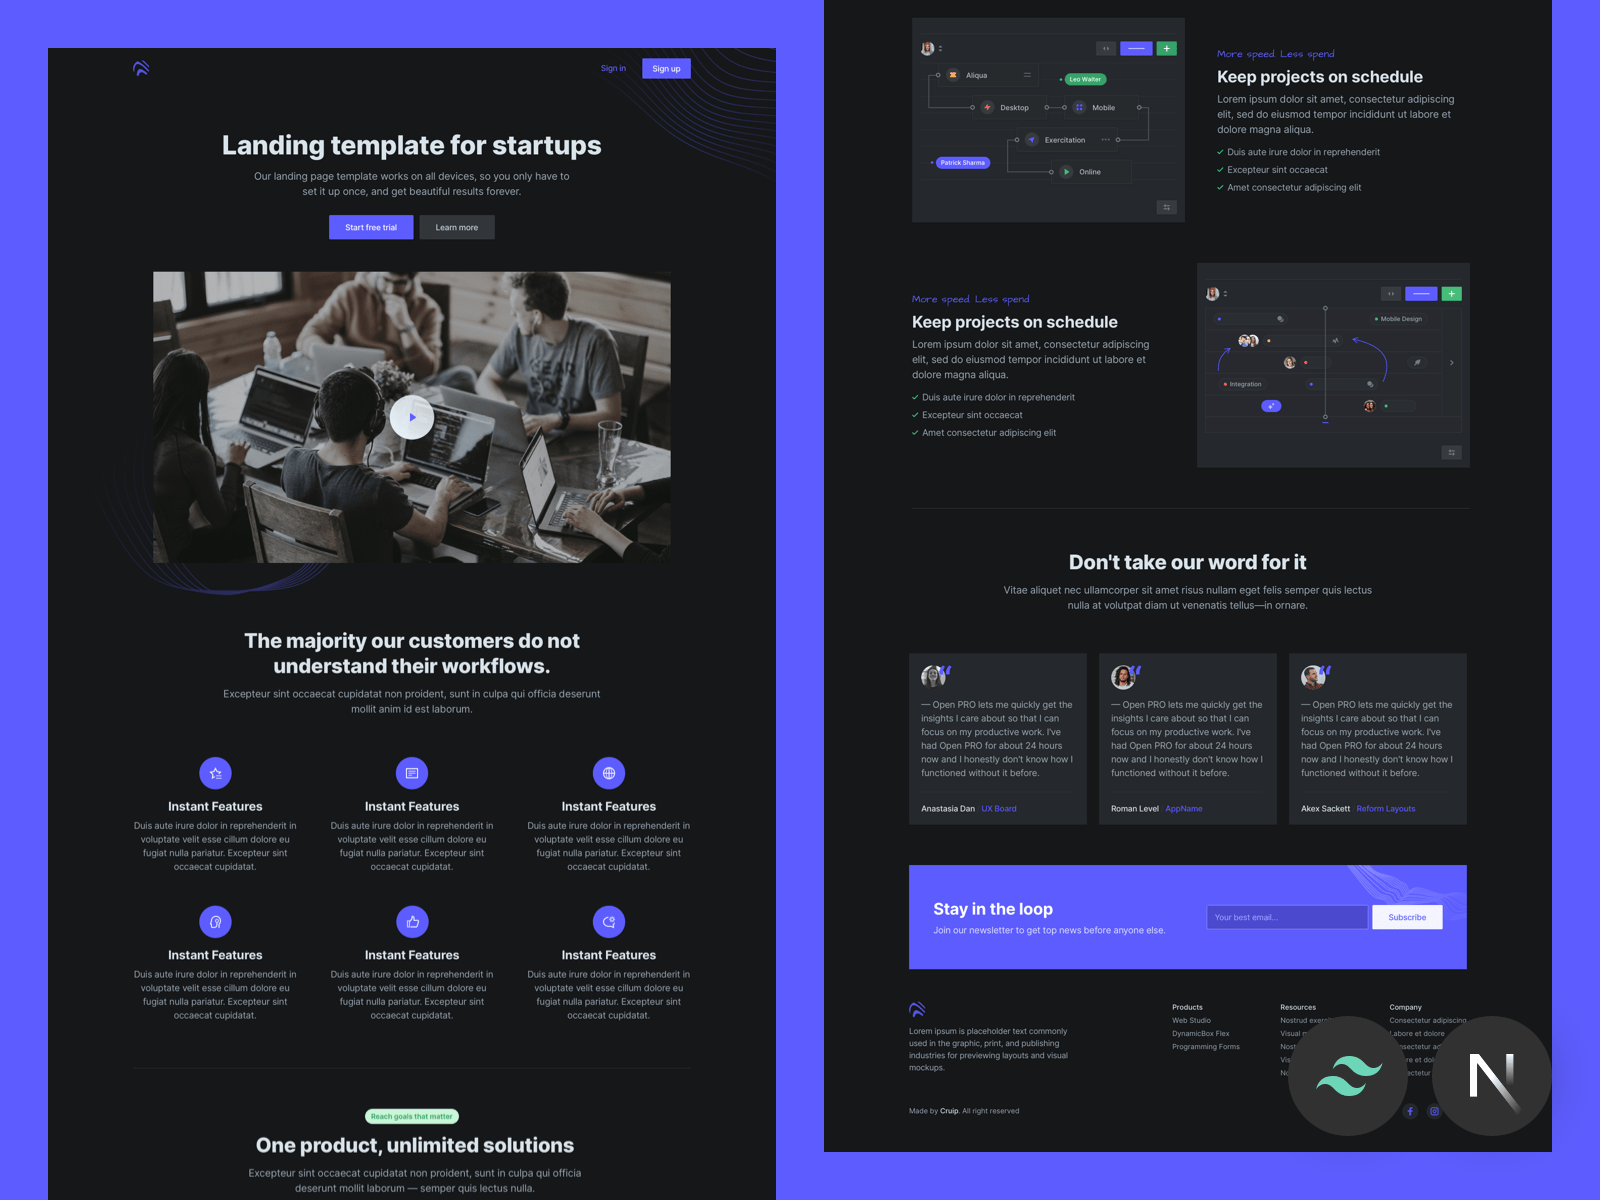 Sign in
Sign up
Landing template for startups
Our landing page template works on all devices, so you only have to
set it up once, and get beautiful results forever.
Start free trial
Learn more
The majority our customers do not
understand their workflows.
Excepteur sint occaecat cupidatat non proident, sunt in culpa qui officia deserunt
mollit anim id est laborum.
Instant Features
Duis aute irure dolor in reprehenderit in
voluptate velit esse cillum dolore eu
fugiat nulla pariatur. Excepteur sint
occaecat cupidatat.
Instant Features
Duis aute irure dolor in reprehenderit in
voluptate velit esse cillum dolore eu
fugiat nulla pariatur. Excepteur sint
occaecat cupidatat.
Instant Features
Duis aute irure dolor in reprehenderit in
voluptate velit esse cillum dolore eu
fugiat nulla pariatur. Excepteur sint
occaecat cupidatat.
Instant Features
Duis aute irure dolor in reprehenderit in
voluptate velit esse cillum dolore eu
fugiat nulla pariatur. Excepteur sint
occaecat cupidatat.
Instant Features
Duis aute irure dolor in reprehenderit in
voluptate velit esse cillum dolore eu
fugiat nulla pariatur. Excepteur sint
occaecat cupidatat.
Instant Features
Duis aute irure dolor in reprehenderit in
voluptate velit esse cillum dolore eu
fugiat nulla pariatur. Excepteur sint
occaecat cupidatat.
Reach goals that matter
One product, unlimited solutions
Excepteur sint occaecat cupidatat non proident, sunt in culpa qui officia
deserunt mollit laborum — semper quis lectus nulla.
Aliqua
Leo Walter
Desktop
Mobile
Exercitation
Patrick Sharma
Online
More speed. Less spend
Keep projects on schedule
Lorem ipsum dolor sit amet, consectetur adipiscing
elit, sed do eiusmod tempor incididunt ut labore et
dolore magna aliqua.
Duis aute irure dolor in reprehenderit
Excepteur sint occaecat
Amet consectetur adipiscing elit
More speed. Less spend
Keep projects on schedule
Lorem ipsum dolor sit amet, consectetur adipiscing
elit, sed do eiusmod tempor incididunt ut labore et
dolore magna aliqua.
Duis aute irure dolor in reprehenderit
Excepteur sint occaecat
Amet consectetur adipiscing elit
Mobile Design
Integration
Don't take our word for it
Vitae aliquet nec ullamcorper sit amet risus nullam eget felis semper quis lectus
nulla at volutpat diam ut venenatis tellus—in ornare.
— Open PRO lets me quickly get the
insights I care about so that I can
focus on my productive work. I've
had Open PRO for about 24 hours
now and I honestly don't know how I
functioned without it before.
Anastasia Dan UX Board
— Open PRO lets me quickly get the
insights I care about so that I can
focus on my productive work. I've
had Open PRO for about 24 hours
now and I honestly don't know how I
functioned without it before.
Roman Level AppName
— Open PRO lets me quickly get the
insights I care about so that I can
focus on my productive work. I've
had Open PRO for about 24 hours
now and I honestly don't know how I
functioned without it before.
Akex Sackett Reform Layouts
Stay in the loop
Join our newsletter to get top news before anyone else.
Your best email...
Subscribe
Lorem ipsum is placeholder text commonly
used in the graphic, print, and publishing
industries for previewing layouts and visual
mockups.
Products
Web Studio
DynamicBox Flex
Programming Forms
Resources
Nostrud
Visual
Company
Consectetur adipiscing
Labore et dolore
Made by Cruip. All right reserved
N